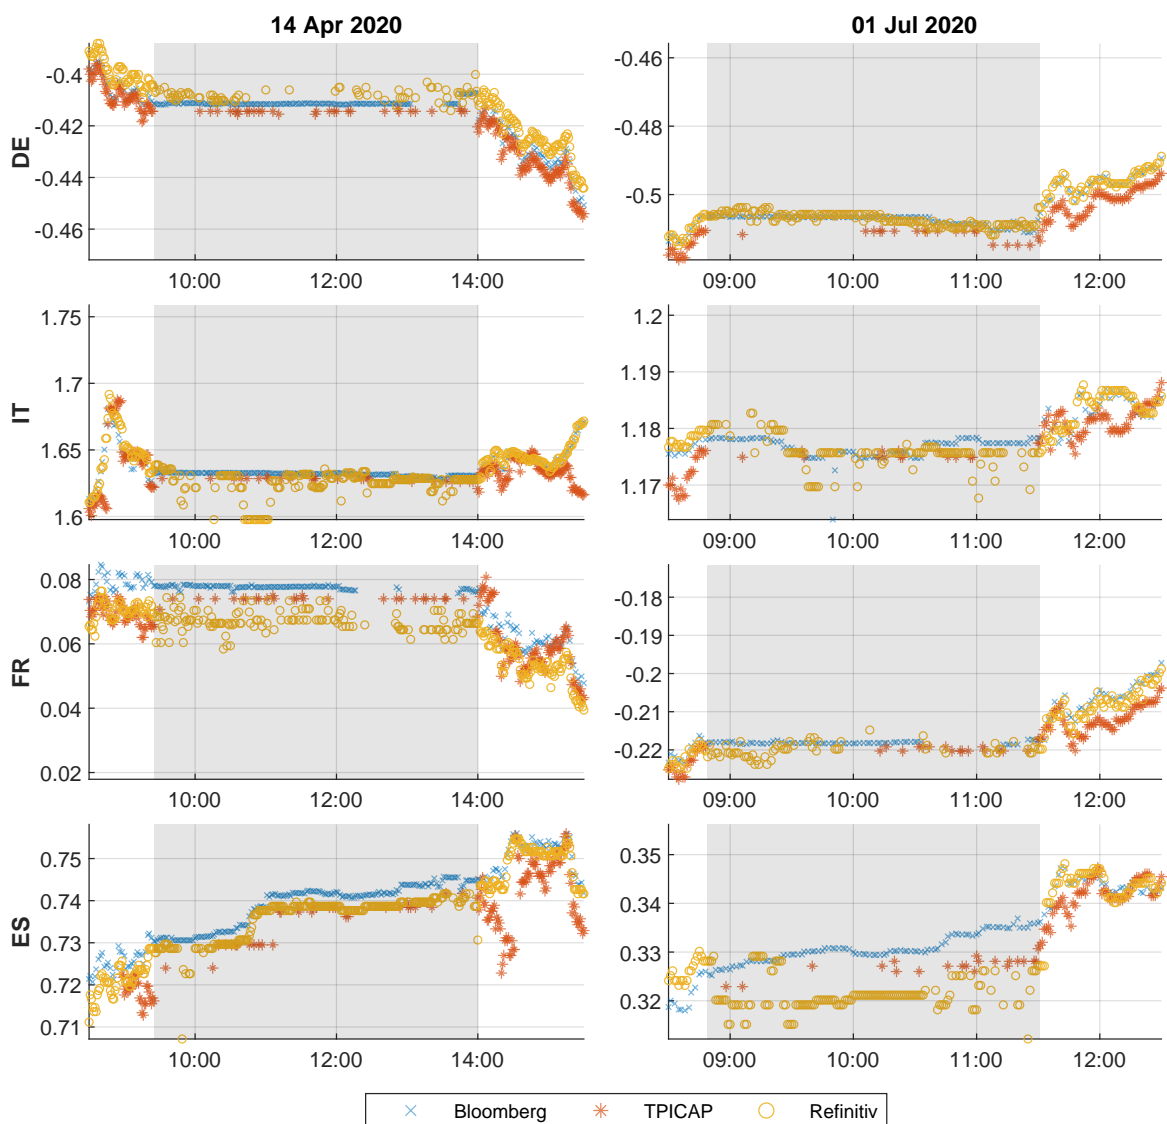 14 Apr 2020
01 Jul 2020
DE
-0.4
-0.42
-0.44
-0.46
10:00 12:00 14:00
-0.46
-0.48
-0.5
09:00 10:00 11:00 12:00
IT
1.75
1.7
1.65
1.6
10:00 12:00 14:00
1.2
1.19
1.18
1.17
09:00 10:00 11:00 12:00
FR
0.08
0.06
0.04
0.02
10:00 12:00 14:00
-0.18
-0.19
-0.2
-0.21
-0.22
09:00 10:00 11:00 12:00
ES
0.75
0.74
0.73
0.72
0.71
10:00 12:00 14:00
0.35
0.34
0.33
0.32
09:00 10:00 11:00 12:00
Bloomberg TPICAP Refinitiv